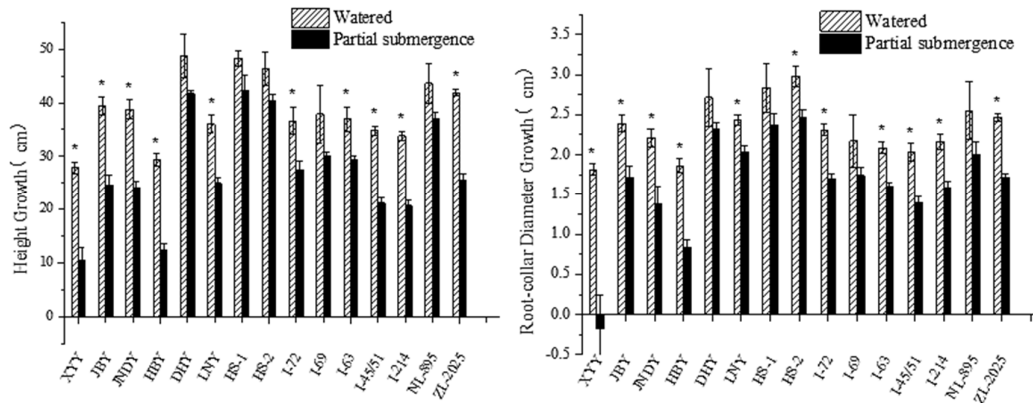 Watered
Partial submergence
Height Growth ( cm)
50
40
30
20
10
0
* * * * * * * * * *
XYY JBY JNDY HBY DHY LNY HS-1 HS-2 I-72 I-69 I-63 I-45/51 I-214 NL-895 ZL-2025
Watered
Partial submergence
Root-collar Diameter Growth ( cm)
3.5
3.0
2.5
2.0
1.5
1.0
0.5
0.0
-0.5
* * * * * * * * * * *
XYY JBY JNDY HBY DHY LNY HS-1 HS-2 I-72 I-69 I-63 I-45/51 I-214 NL-895 ZL-2025